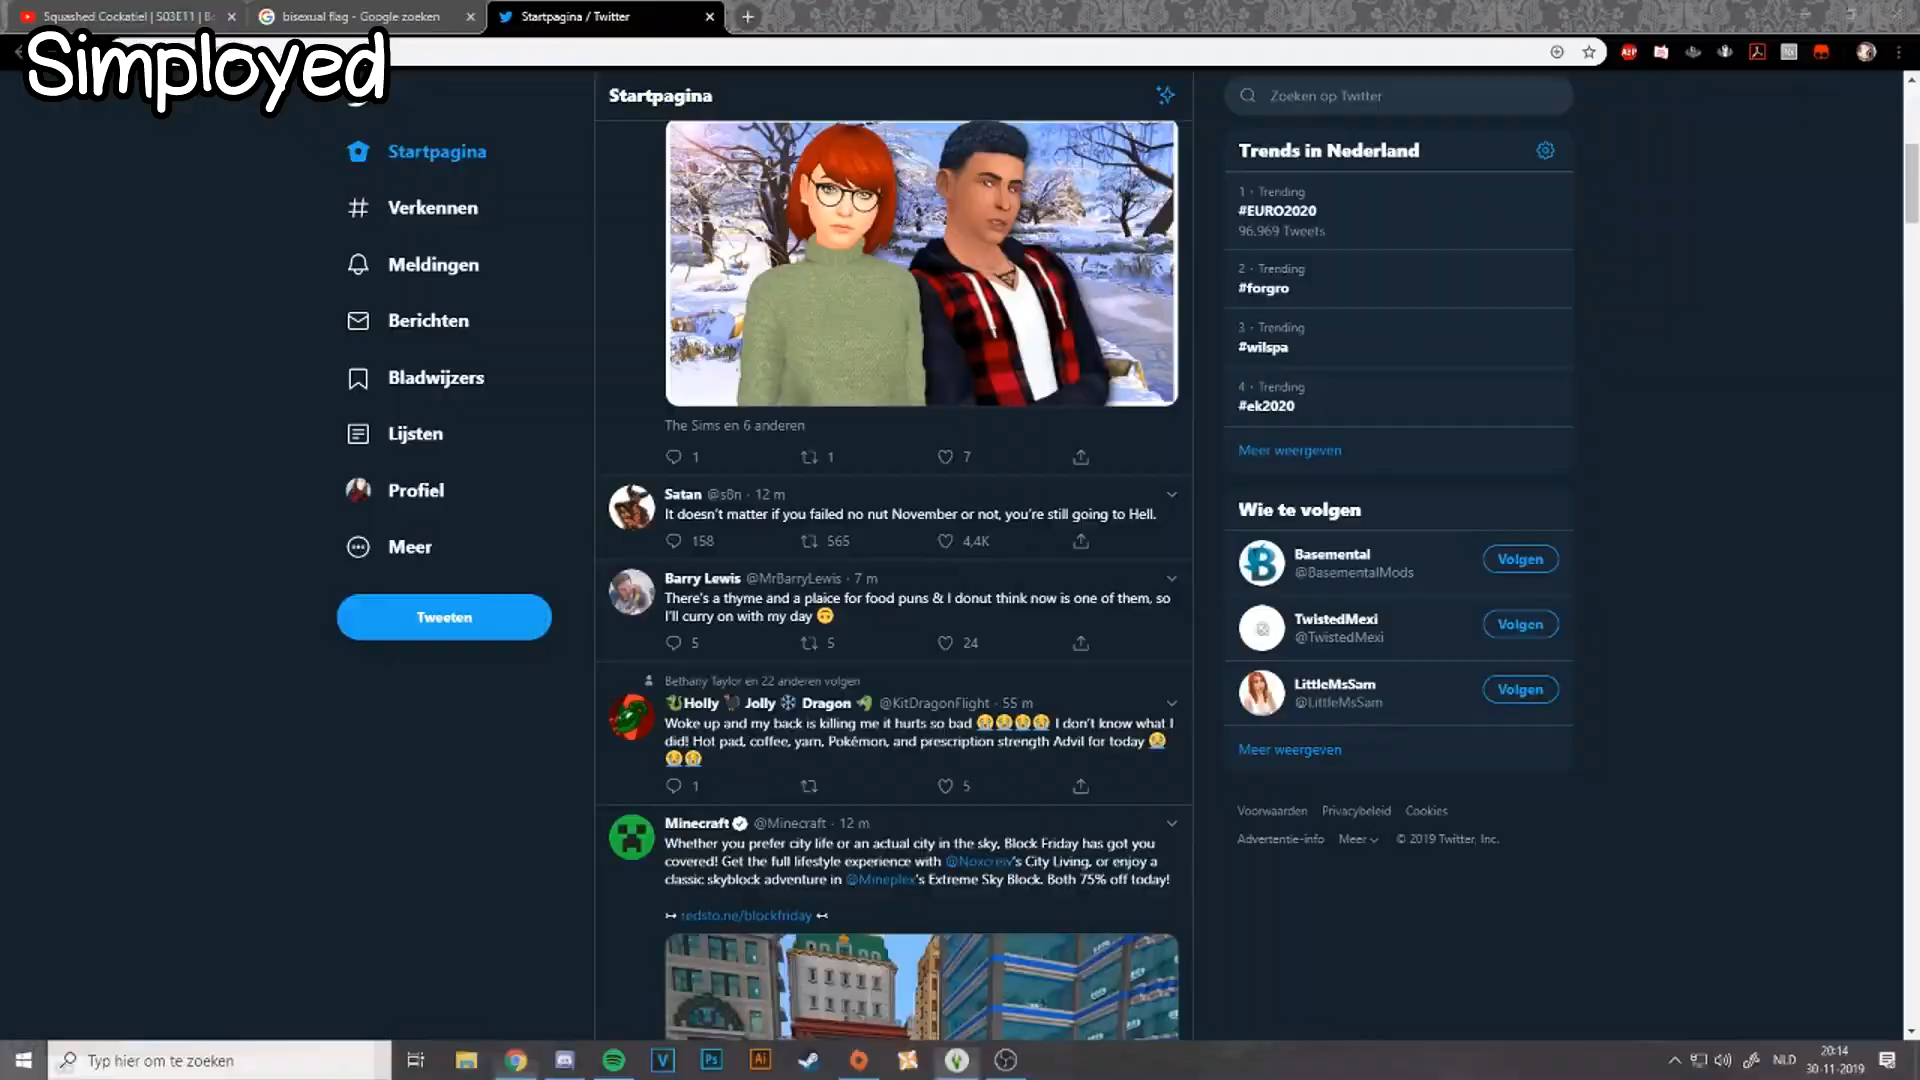 Squashed Cockatiel | S03E11 | B
bisexual flag - Google zoeken
Startpagina / Twitter
Simployed
Startpagina
Verkennen
Meldingen
Berichten
Bladwijzers
Lijsten
Profiel
Meer
Tweeten
Startpagina
The Sims en 6 anderen
1 1 7
Satan @s8n · 12 m
It doesn't matter if you failed no nut November or not, you're still going to Hell.
158 565 4,4K
Barry Lewis @MrBarryLewis · 7 m
There's a thyme and a plaice for food puns & I donut think now is one of them, so
I'll curry on with my day 🙃
5 5 24
Bethany Taylor en 22 anderen volgen
Holly Jolly Dragon @KitDragonFlight · 55 m
Woke up and my back is killing me it hurts so bad 😭😭😭😭 I don't know what I
did! Hot pad, coffee, yarn, Pokémon, and prescription strength Advil for today 😭
😭😭
1 5
Minecraft @Minecraft · 12 m
Whether you prefer city life or an actual city in the sky, Block Friday has got you
covered! Get the full lifestyle experience with @Noxcrew's City Living, or enjoy a
classic skyblock adventure in @Mineplex's Extreme Sky Block. Both 75% off today!
↣ redsto.ne/blockfriday ↢
Zoeken op Twitter
Trends in Nederland
1 · Trending
#EURO2020
96.969 Tweets
2 · Trending
#forgro
3 · Trending
#wilspa
4 · Trending
#ek2020
Meer weergeven
Wie te volgen
Basemental
@BasementalMods
Volgen
TwistedMexi
@TwistedMexi
Volgen
LittleMsSam
@LittleMsSam
Volgen
Meer weergeven
Voorwaarden Privacybeleid Cookies
Advertentie-info Meer © 2019 Twitter, Inc.
Typ hier om te zoeken
NLD
20:14
30-11-2019